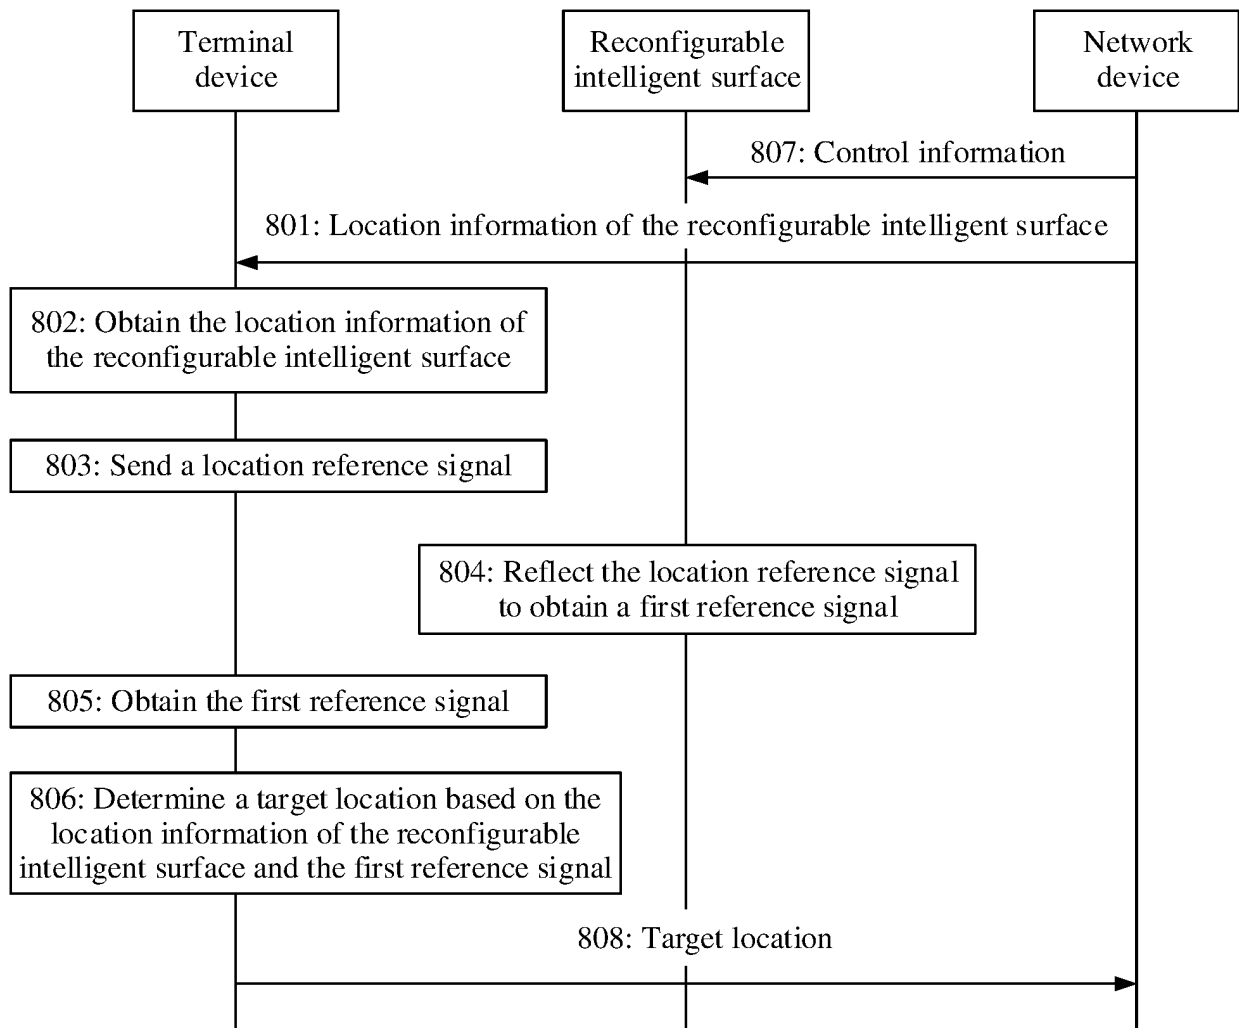 Terminal
device
Reconfigurable
intelligent surface
Network
device
807: Control information
801: Location information of the reconfigurable intelligent surface
802: Obtain the location information of
the reconfigurable intelligent surface
803: Send a location reference signal
804: Reflect the location reference signal
to obtain a first reference signal
805: Obtain the first reference signal
806: Determine a target location based on the
location information of the reconfigurable
intelligent surface and the first reference signal
808: Target location